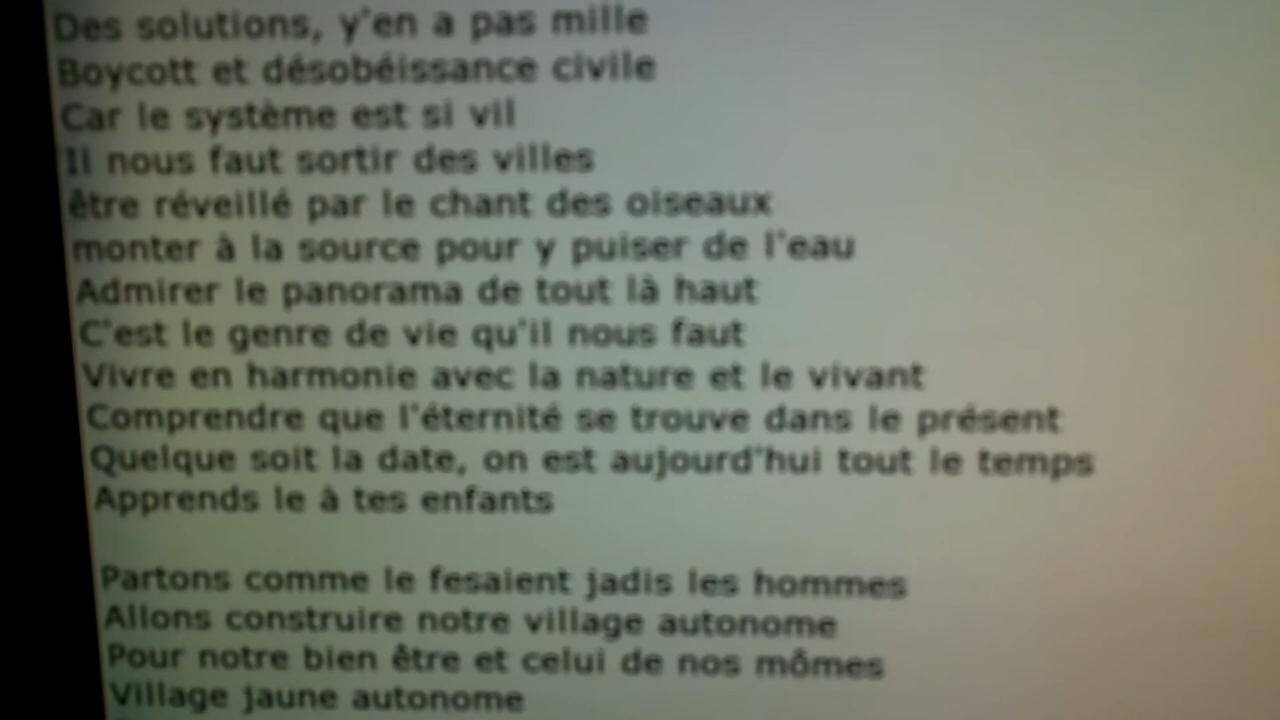 Des solutions, y'en a pas mille
Boycott et désobéissance civile
Car le système est si vil
Il nous faut sortir des villes
être réveillé par le chant des oiseaux
monter à la source pour y puiser de l'eau
Admirer le panorama de tout là haut
C'est le genre de vie qu'il nous faut
Vivre en harmonie avec la nature et le vivant
Comprendre que l'éternité se trouve dans le présent
Quelque soit la date, on est aujourd'hui tout le temps
Apprends le à tes enfants
Partons comme le fesaient jadis les hommes
Allons construire notre village autonome
Pour notre bien être et celui de nos mômes
Village jaune autonome